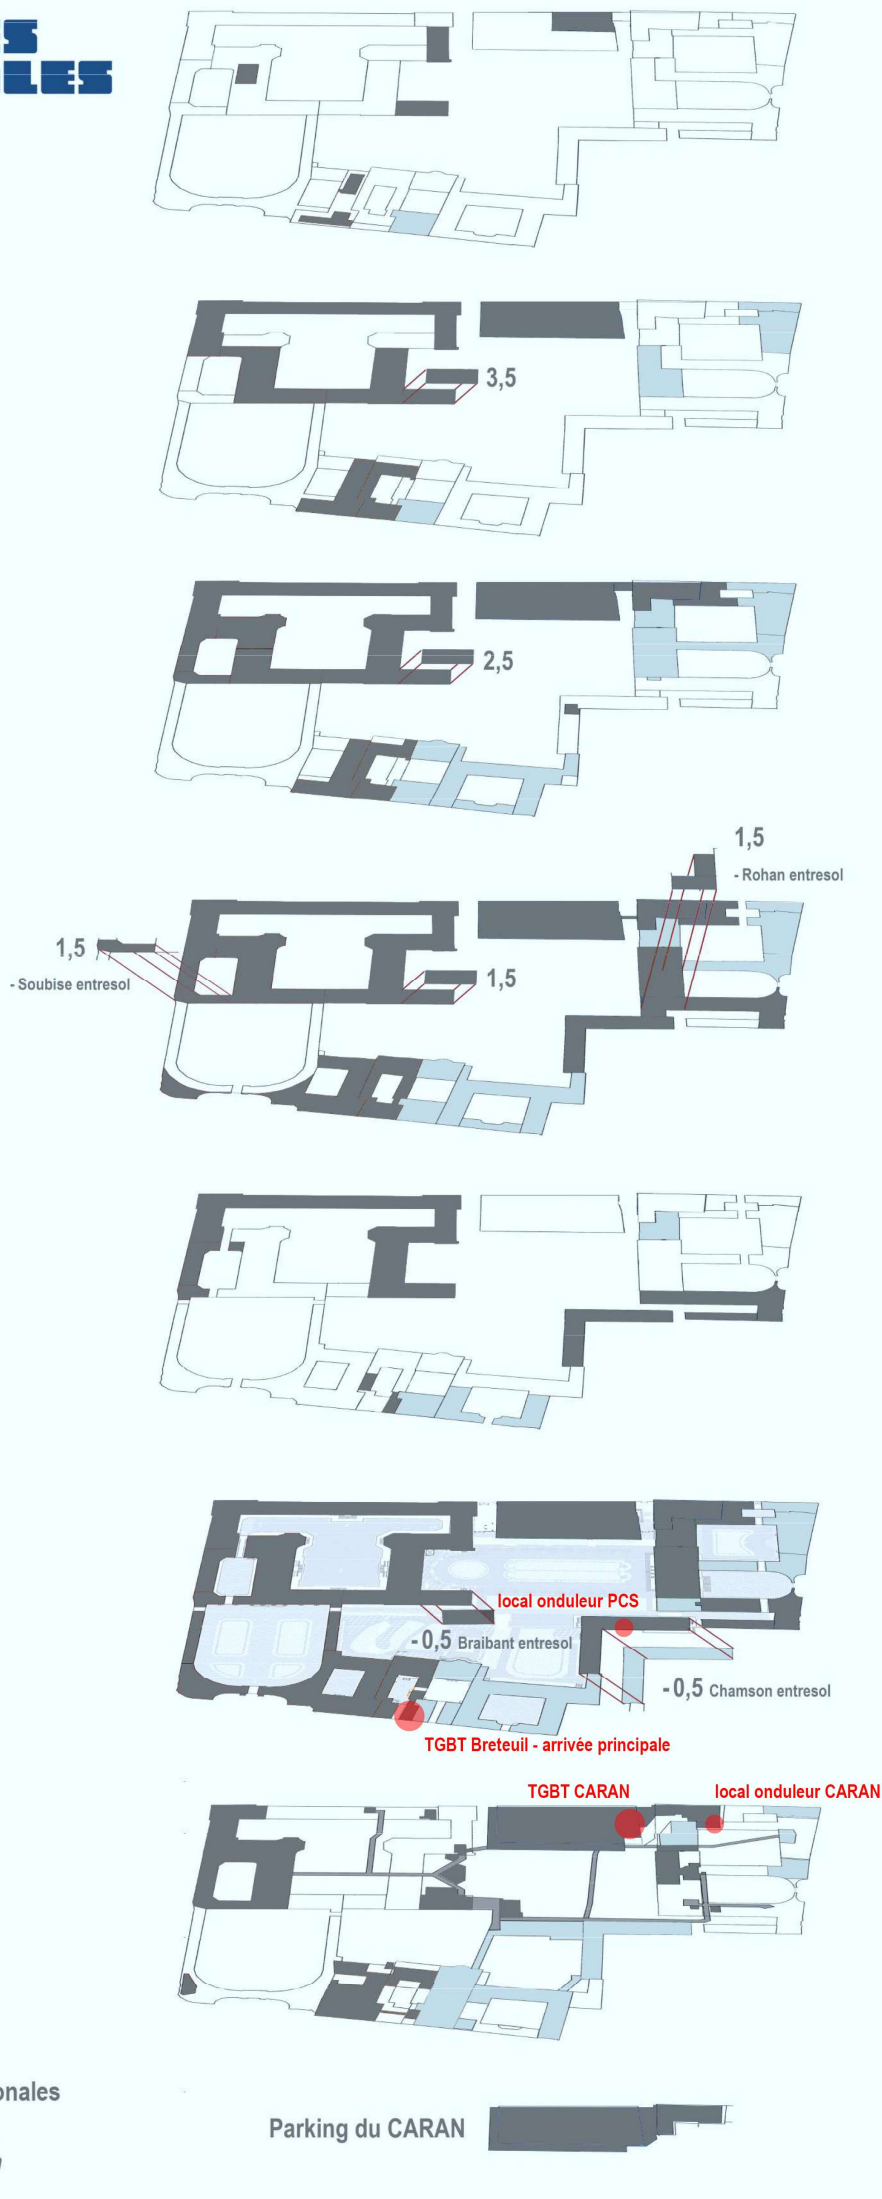 3,5
2,5
1,5
- Rohan entresol
1,5
- Soubise entresol
1,5
local onduleur PCS
- 0,5 Braibant entresol
- 0,5 Chamson entresol
TGBT Breteuil - arrivée principale
TGBT CARAN
local onduleur CARAN
onales
Parking du CARAN